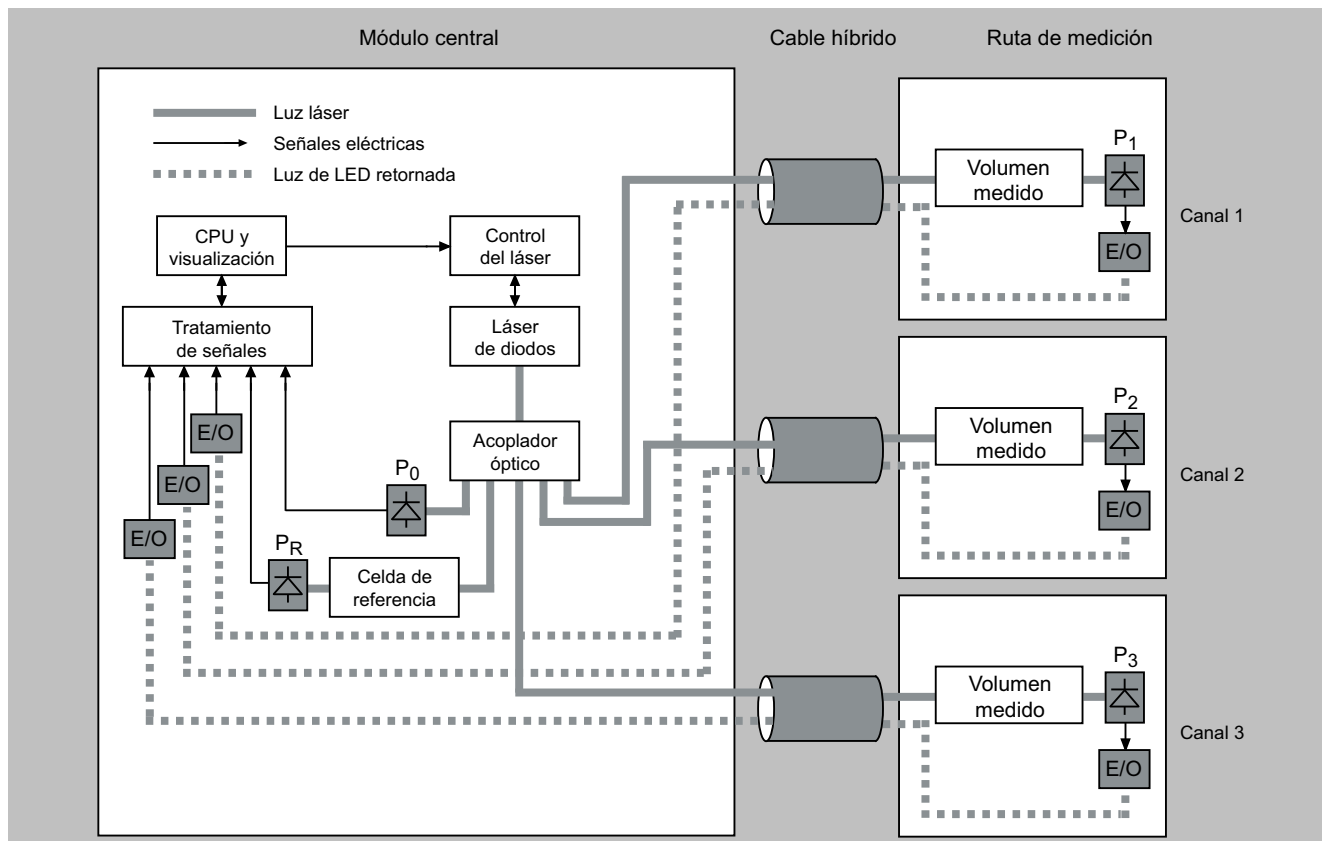 Módulo central
Cable híbrido
Ruta de medición
Luz láser
Señales eléctricas
Luz de LED retornada
CPU y
visualización
Control
del láser
Tratamiento
de señales
Láser
de diodos
Acoplador
óptico
E/O
E/O
E/O
P0
PR
Celda de
referencia
Volumen
medido
P1
E/O
Canal 1
Volumen
medido
P2
E/O
Canal 2
Volumen
medido
P3
E/O
Canal 3